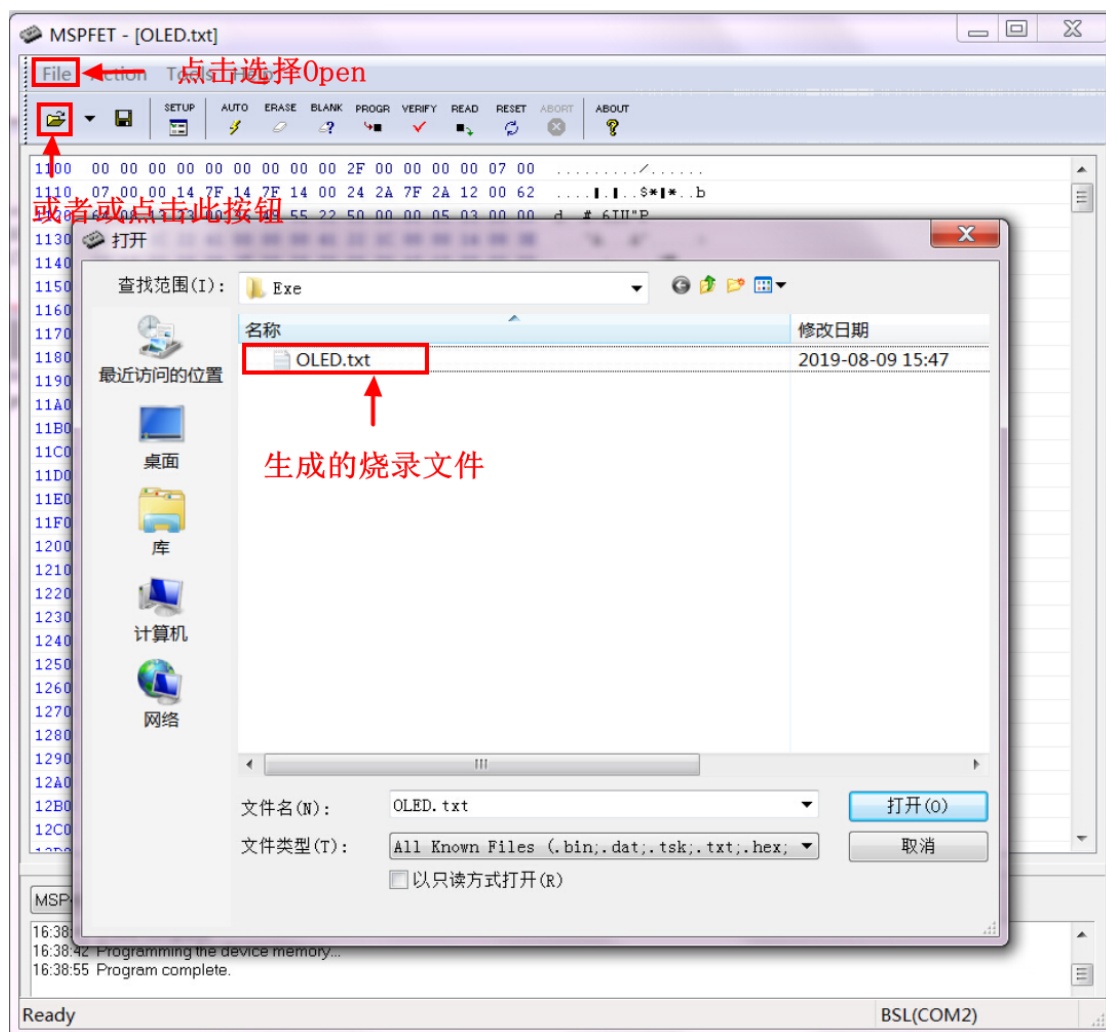 MSPFET - [OLED.txt]
File Action Tools Help
点击选择Open
SETUP AUTO ERASE BLANK PROGR VERIFY READ RESET ABORT ABOUT
1100 00 00 00 00 00 00 00 00 00 2F 00 00 00 00 07 00 ........./......
1110 07 00 00 14 7F 14 7F 14 00 24 2A 7F 2A 12 00 62
或者或点击此按钮
1130
打开
1140
查找范围(I): Exe
1150
1160
1170
名称 修改日期
1180
OLED.txt 2019-08-09 15:47
1190
最近访问的位置
11A0
11B0
11C0
桌面
生成的烧录文件
11D0
11E0
11F0
1200
库
1210
1220
1230
计算机
1240
1250
1260
1270
网络
1280
1290
12A0
12B0
文件名(N): OLED.txt 打开(O)
12C0
文件类型(T): All Known Files (.bin;.dat;.tsk;.txt;.hex; 取消
以只读方式打开(R)
16:38:42 Programming the device memory...
16:38:55 Program complete.
Ready BSL(COM2)